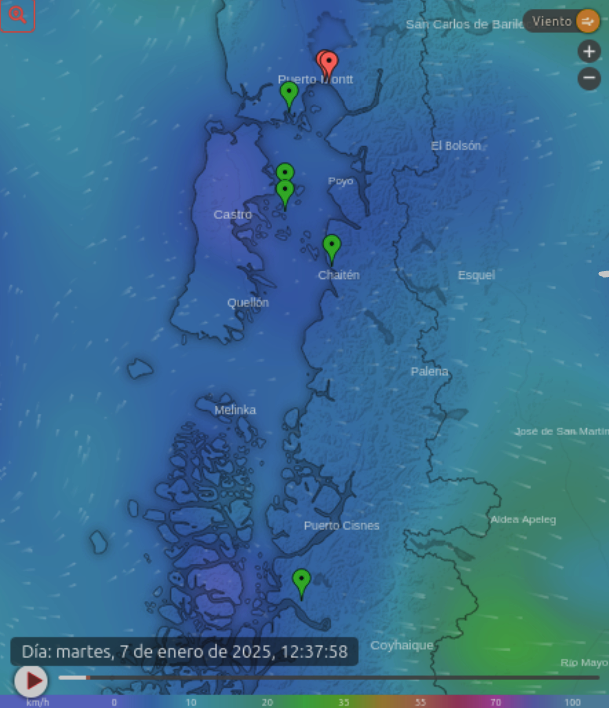 San Carlos de Baril
Viento
Puerto Montt
El Bolsón
Poyo
Castro
Chaitén
Esquel
Quellón
Palena
Melinka
José de San Martín
Aldea Apeleg
Puerto Cisnes
Coyhaique
Día: martes, 7 de enero de 2025, 12:37:58
Río Mayo
km/h 0 10 20 35 55 70 100